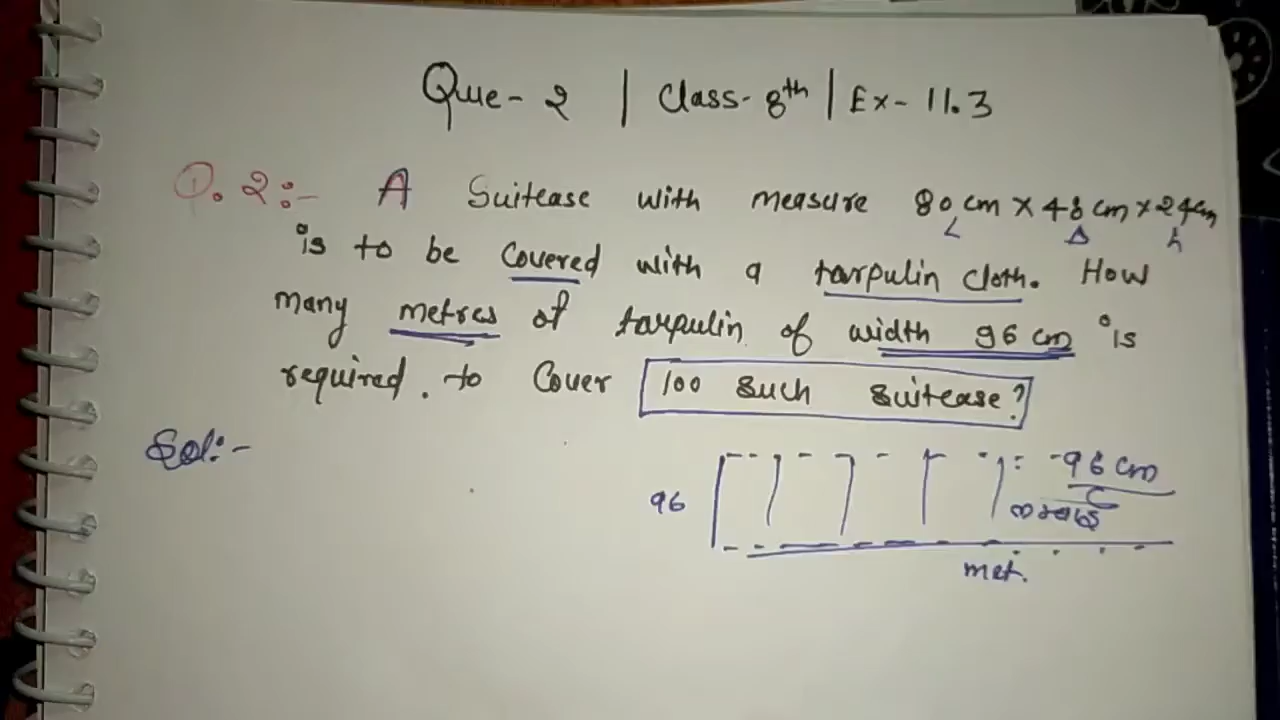 Que- 2 | Class- 8th | Ex- 11.3
Q. 2:- A Suitease with measure 80 cm × 48 cm × 24 cm
L b h
is to be Covered with a tarpulin cloth. How
many metres of tarpulin of width 96 cm is
required. to Cover 100 Such suitease?
Sol:-
96 cm
96
met.